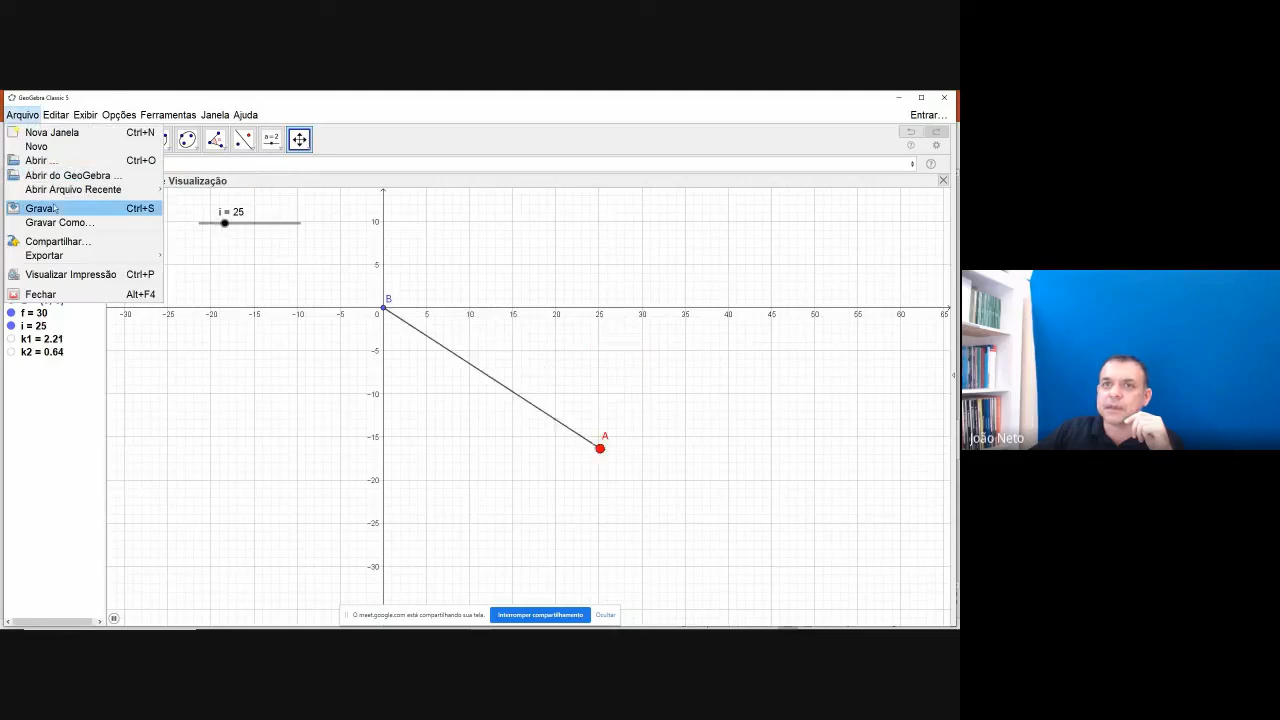 GeoGebra Classic 5
Arquivo Editar Exibir Opções Ferramentas Janela Ajuda
Entrar...
Nova Janela Ctrl+N
Novo
Abrir ... Ctrl+O
Abrir do GeoGebra ...
Abrir Arquivo Recente
Gravar Ctrl+S
Gravar Como...
Compartilhar...
Exportar
Visualizar Impressão Ctrl+P
Fechar Alt+F4
a=2
e Visualização
i = 25
f = 30
i = 25
k1 = 2.21
k2 = 0.64
10
5
B
-30 -25 -20 -15 -10 -5 0 5 10 15 20 25 30 35 40 45 50 55 60 65
-5
-10
-15
A
-20
-25
-30
O meet.google.com está compartilhando sua tela. Interromper compartilhamento Ocultar
João Neto